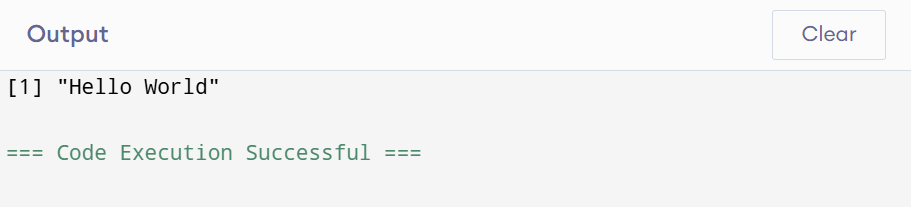 Output
Clear
[1] "Hello World"
=== Code Execution Successful ===